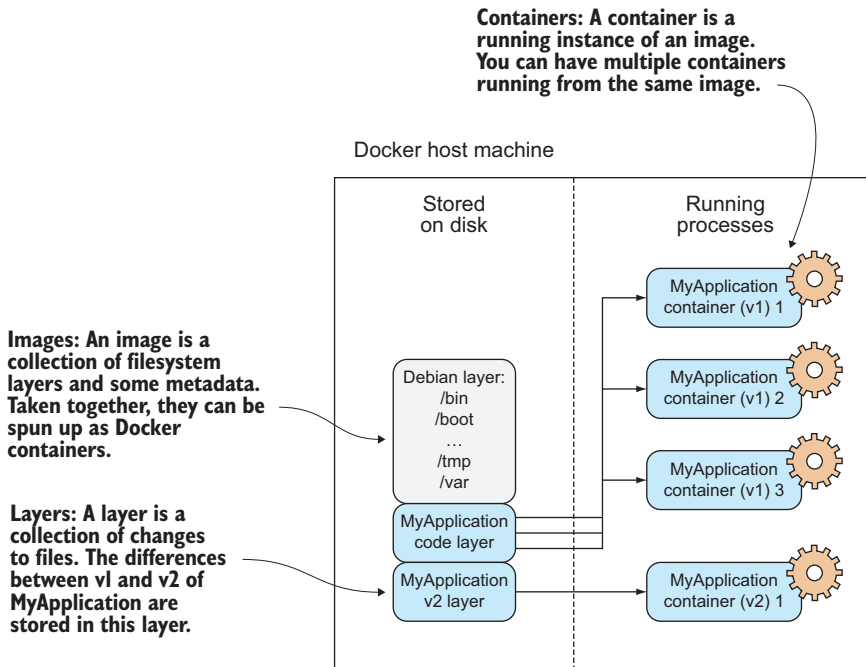 Containers: A container is a
running instance of an image.
You can have multiple containers
running from the same image.
Docker host machine
Stored
on disk
Running
processes
Images: An image is a
collection of filesystem
layers and some metadata.
Taken together, they can be
spun up as Docker
containers.
Debian layer:
/bin
/boot
…
/tmp
/var
Layers: A layer is a
collection of changes
to files. The differences
between v1 and v2 of
MyApplication are
stored in this layer.
MyApplication
code layer
MyApplication
v2 layer
MyApplication
container (v1) 1
MyApplication
container (v1) 2
MyApplication
container (v1) 3
MyApplication
container (v2) 1